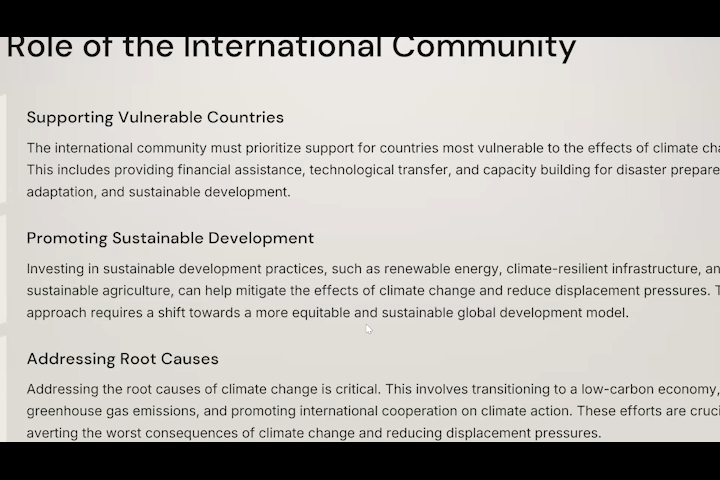 Role of the International Community
Supporting Vulnerable Countries
The international community must prioritize support for countries most vulnerable to the effects of climate
This includes providing financial assistance, technological transfer, and capacity building for disaster
adaptation, and sustainable development.
Promoting Sustainable Development
Investing in sustainable development practices, such as renewable energy, climate-resilient infrastructure,
sustainable agriculture, can help mitigate the effects of climate change and reduce displacement pressures.
approach requires a shift towards a more equitable and sustainable global development model.
Addressing Root Causes
Addressing the root causes of climate change is critical. This involves transitioning to a low-carbon economy,
greenhouse gas emissions, and promoting international cooperation on climate action. These efforts are
averting the worst consequences of climate change and reducing displacement pressures.